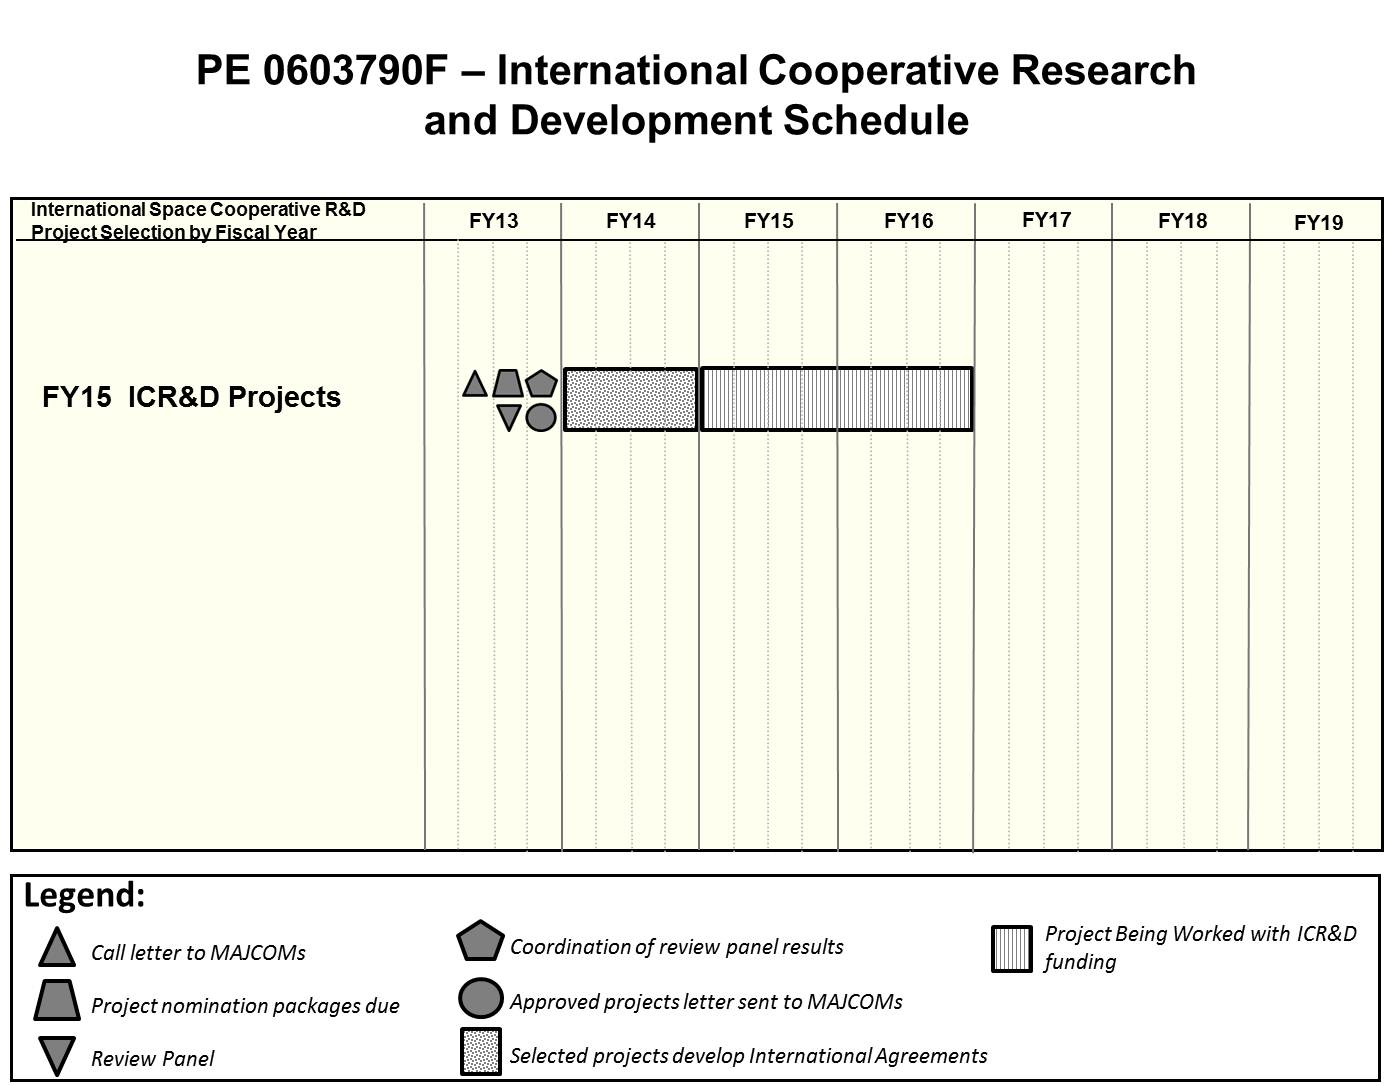 PE 0603790F – International Cooperative Research
and Development Schedule
International Space Cooperative R&D
Project Selection by Fiscal Year
FY13
FY14
FY15
FY16
FY17
FY18
FY19
FY15 ICR&D Projects
Legend:
Call letter to MAJCOMs
Project nomination packages due
Review Panel
Coordination of review panel results
Approved projects letter sent to MAJCOMs
Selected projects develop International Agreements
Project Being Worked with ICR&D
funding